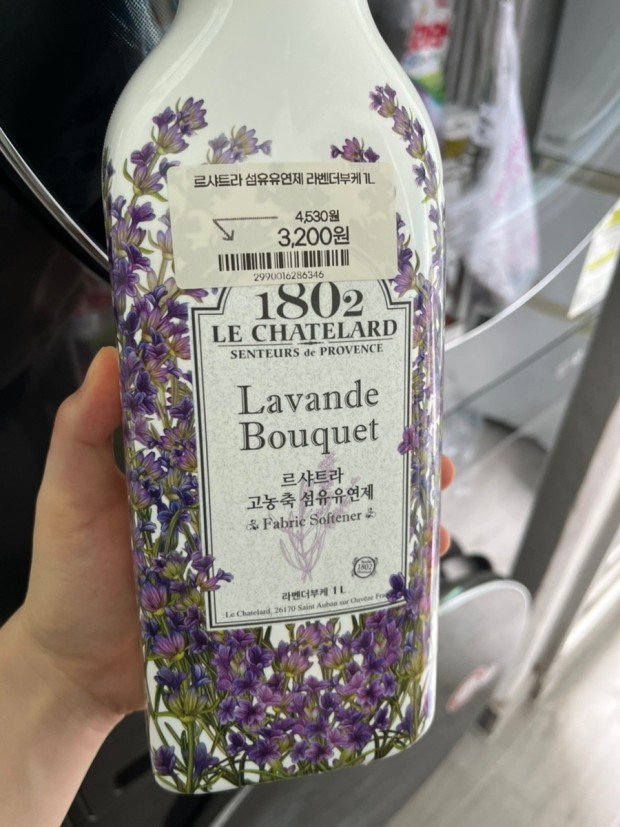 르샤트라 섬유유연제 라벤더부케 1L
4,530원
3,200원
2990016286346
1802
LE CHATELARD
SENTEURS de PROVENCE
Lavande
Bouquet
르샤트라
고농축 섬유유연제
Fabric Softener
1802
라벤더부케 1 L
Le Chatelard, 26170 Saint Auban sur Ouvèze